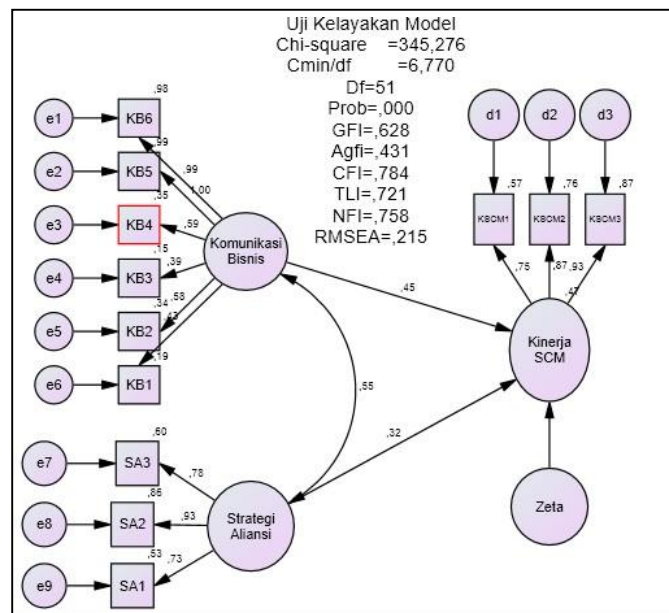 Uji Kelayakan Model
Chi-square =345,276
Cmin/df =6,770
Df=51
Prob=,000
GFI=,628
Agfi=,431
CFI=,784
TLI=,721
NFI=,758
RMSEA=,215
e1
KB6
,98
e2
KB5
,99
e3
KB4
,35
e4
KB3
,15
e5
KB2
,34
e6
KB1
,19
,99
1,00
,59
,39
,58
,43
Komunikasi
Bisnis
d1
d2
d3
,57
,76
,87
KSCM1
KSCM2
KSCM3
,75
,87
,93
,47
Kinerja
SCM
,45
,55
,32
e7
SA3
,60
e8
SA2
,86
e9
SA1
,53
,78
,93
,73
Strategi
Aliansi
Zeta